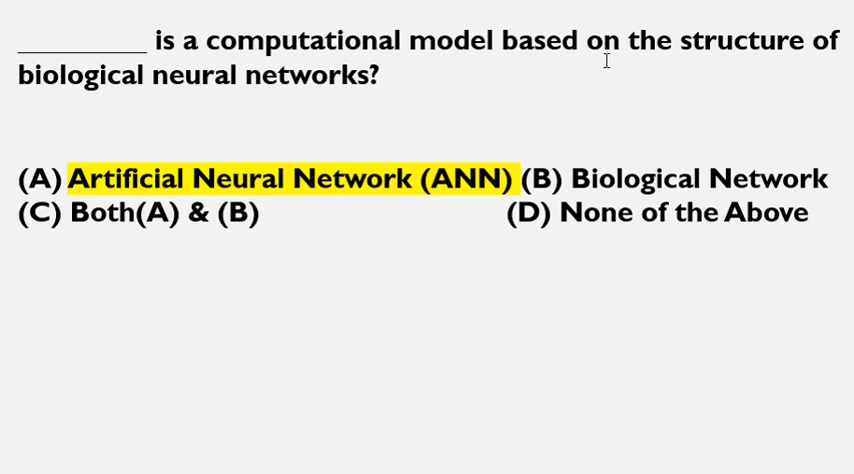 _________ is a computational model based on the structure of
biological neural networks?
(A) Artificial Neural Network (ANN) (B) Biological Network
(C) Both(A) & (B) (D) None of the Above